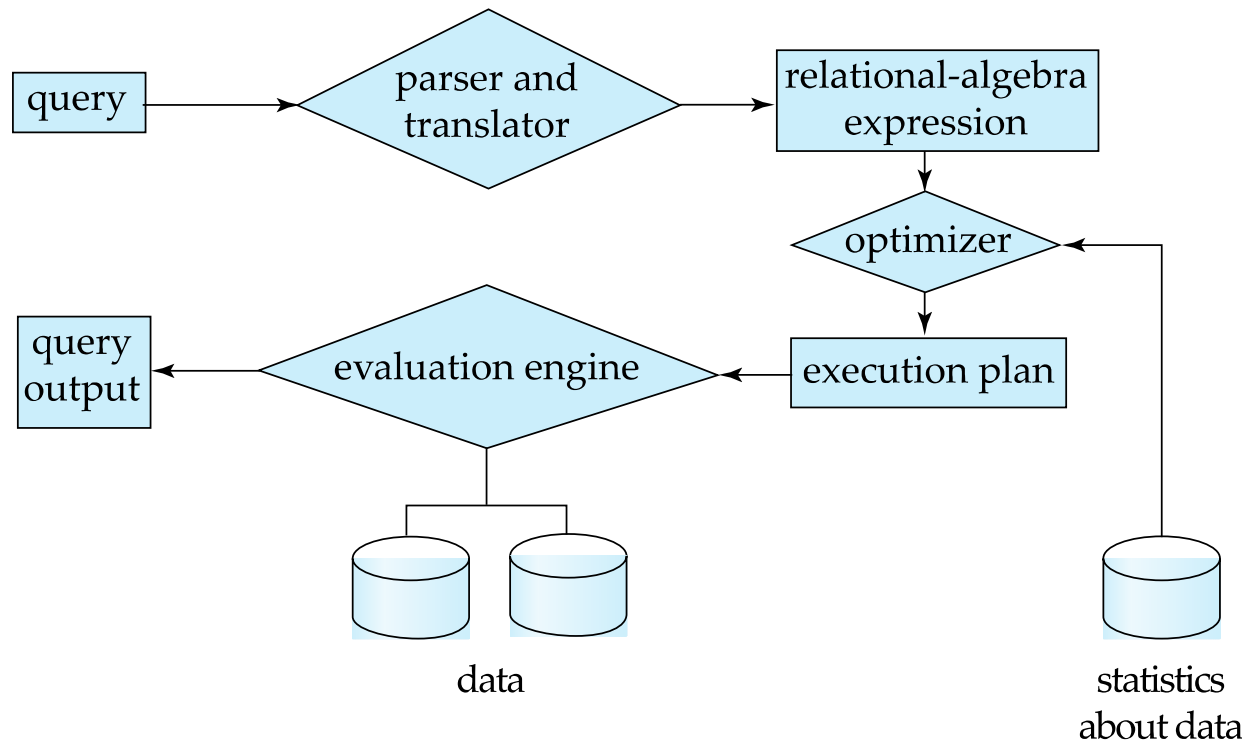 query
parser and
translator
relational-algebra
expression
optimizer
query
output
evaluation engine
execution plan
data
statistics
about data